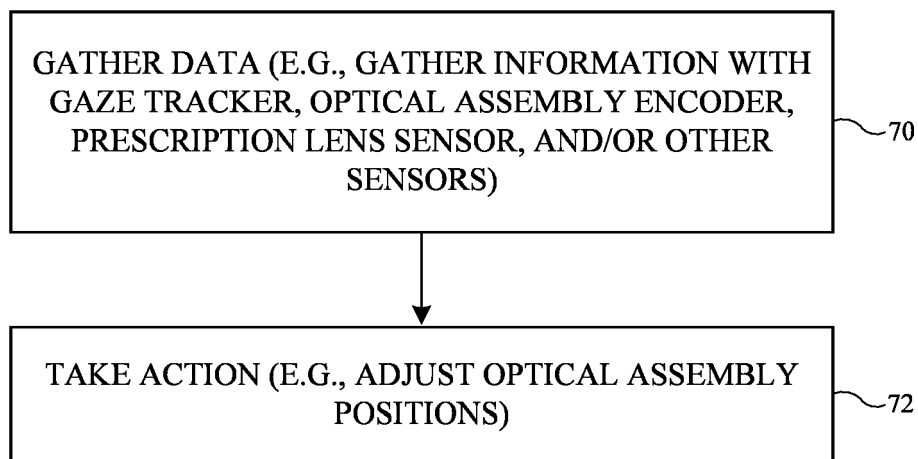 GATHER DATA (E.G., GATHER INFORMATION WITH
GAZE TRACKER, OPTICAL ASSEMBLY ENCODER,
PRESCRIPTION LENS SENSOR, AND/OR OTHER
SENSORS)
70
TAKE ACTION (E.G., ADJUST OPTICAL ASSEMBLY
POSITIONS)
72